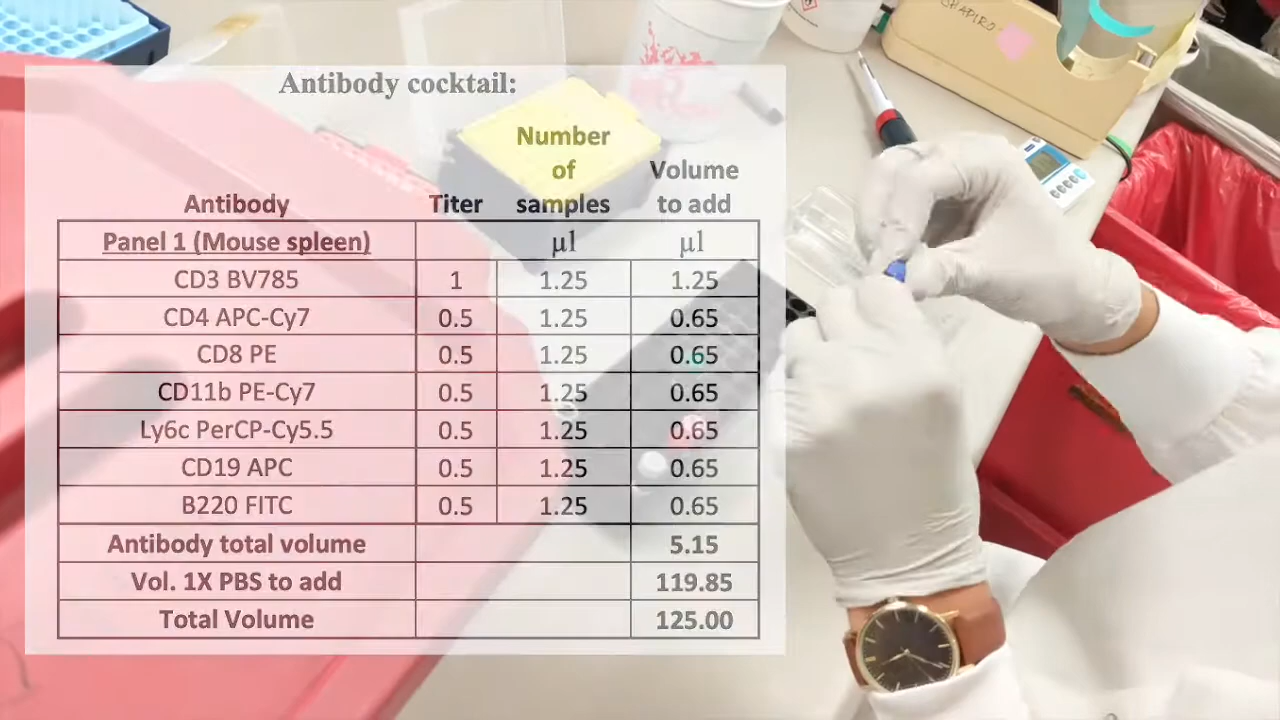 SHAPIRO
Antibody cocktail:
Antibody Titer Number of samples Volume to add
Panel 1 (Mouse spleen) µl µl
CD3 BV785 1 1.25 1.25
CD4 APC-Cy7 0.5 1.25 0.65
CD8 PE 0.5 1.25 0.65
CD11b PE-Cy7 0.5 1.25 0.65
Ly6c PerCP-Cy5.5 0.5 1.25 0.65
CD19 APC 0.5 1.25 0.65
B220 FITC 0.5 1.25 0.65
Antibody total volume 5.15
Vol. 1X PBS to add 119.85
Total Volume 125.00